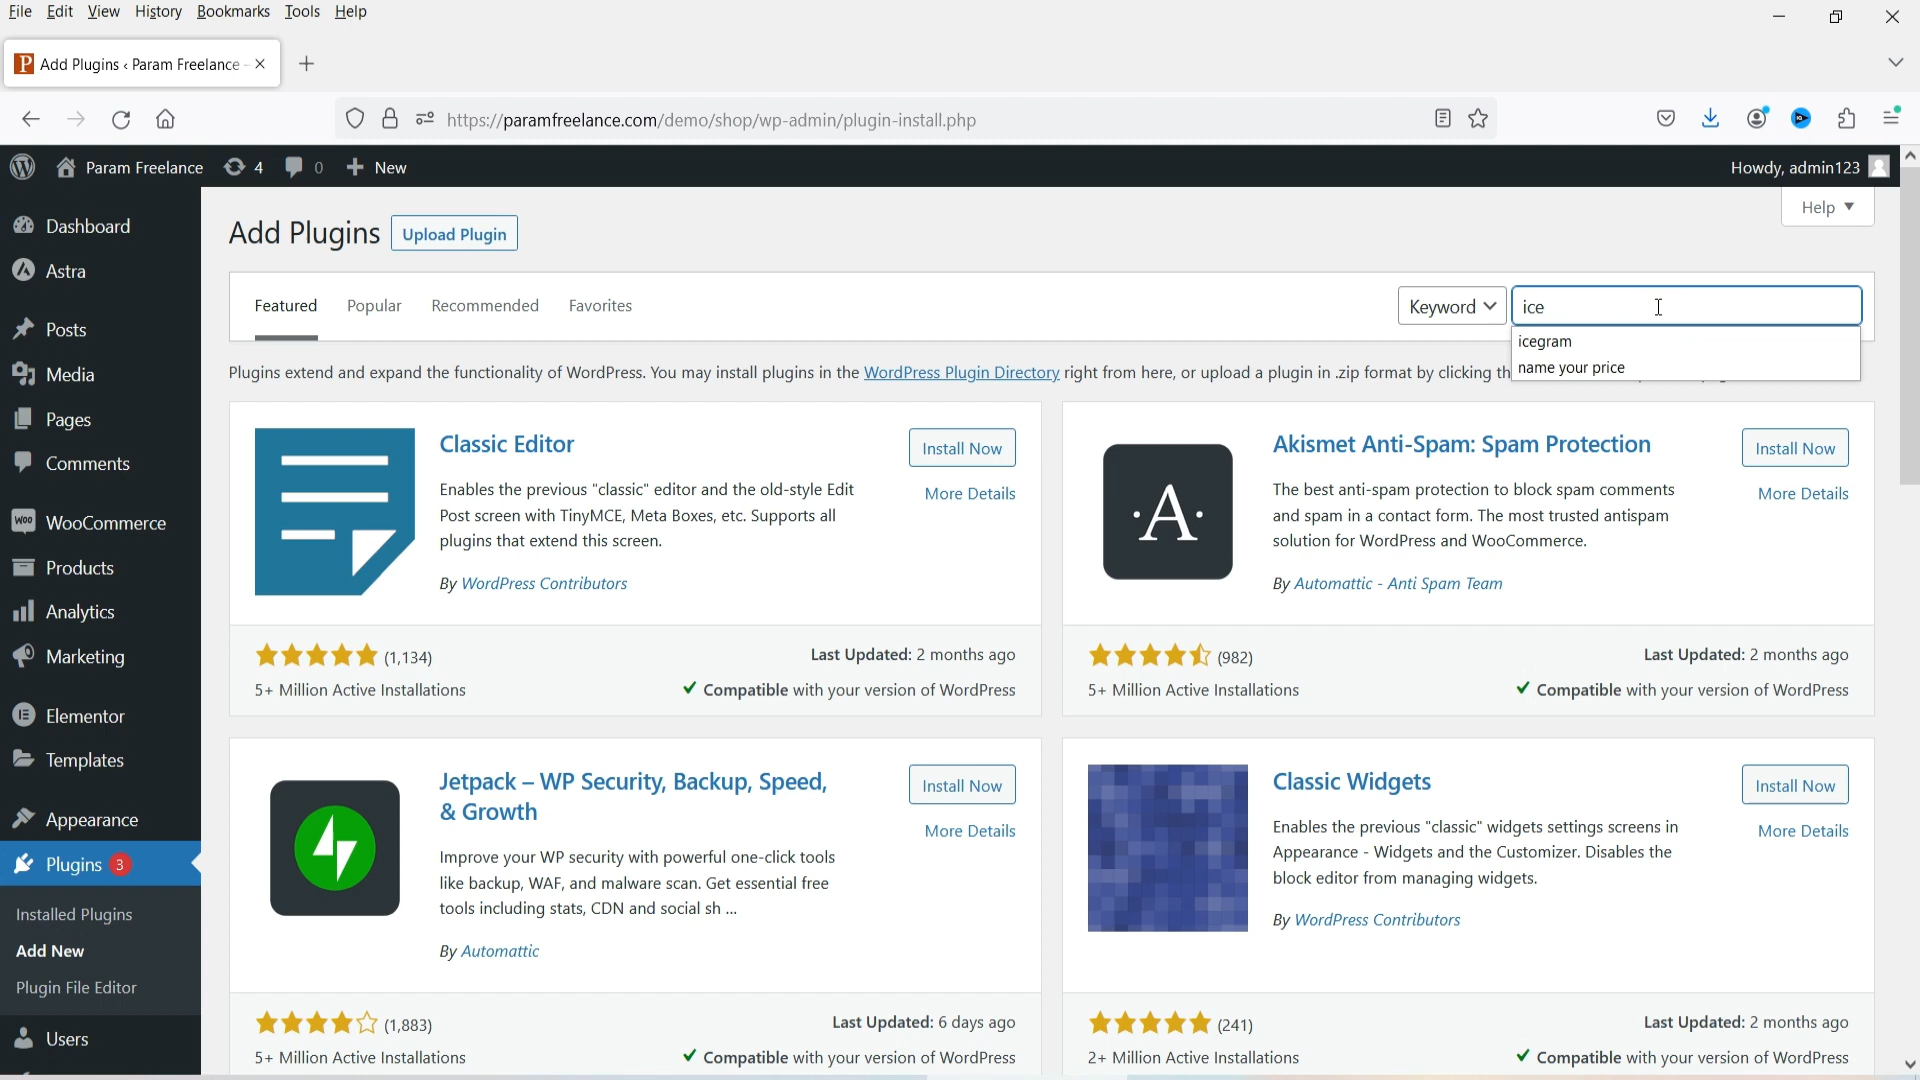 File Edit View History Bookmarks Tools Help
P Add Plugins ‹ Param Freelance -
https://paramfreelance.com/demo/shop/wp-admin/plugin-install.php
Param Freelance 4 0 New Howdy, admin123
Help
Dashboard
Astra
Posts
Media
Pages
Comments
WooCommerce
Products
Analytics
Marketing
Elementor
Templates
Appearance
Plugins 3
Installed Plugins
Add New
Plugin File Editor
Users
Add Plugins Upload Plugin
Featured Popular Recommended Favorites Keyword ice
icegram
name your price
Plugins extend and expand the functionality of WordPress. You may install plugins in the WordPress Plugin Directory right from here, or upload a plugin in .zip format by clicking th
Classic Editor
Install Now
More Details
Enables the previous "classic" editor and the old-style Edit
Post screen with TinyMCE, Meta Boxes, etc. Supports all
plugins that extend this screen.
By WordPress Contributors
(1,134) Last Updated: 2 months ago
5+ Million Active Installations Compatible with your version of WordPress
·A·
Akismet Anti-Spam: Spam Protection
Install Now
More Details
The best anti-spam protection to block spam comments
and spam in a contact form. The most trusted antispam
solution for WordPress and WooCommerce.
By Automattic - Anti Spam Team
(982) Last Updated: 2 months ago
5+ Million Active Installations Compatible with your version of WordPress
Jetpack – WP Security, Backup, Speed,
& Growth
Install Now
More Details
Improve your WP security with powerful one-click tools
like backup, WAF, and malware scan. Get essential free
tools including stats, CDN and social sh ...
By Automattic
(1,883) Last Updated: 6 days ago
5+ Million Active Installations Compatible with your version of WordPress
Classic Widgets
Install Now
More Details
Enables the previous "classic" widgets settings screens in
Appearance - Widgets and the Customizer. Disables the
block editor from managing widgets.
By WordPress Contributors
(241) Last Updated: 2 months ago
2+ Million Active Installations Compatible with your version of WordPress